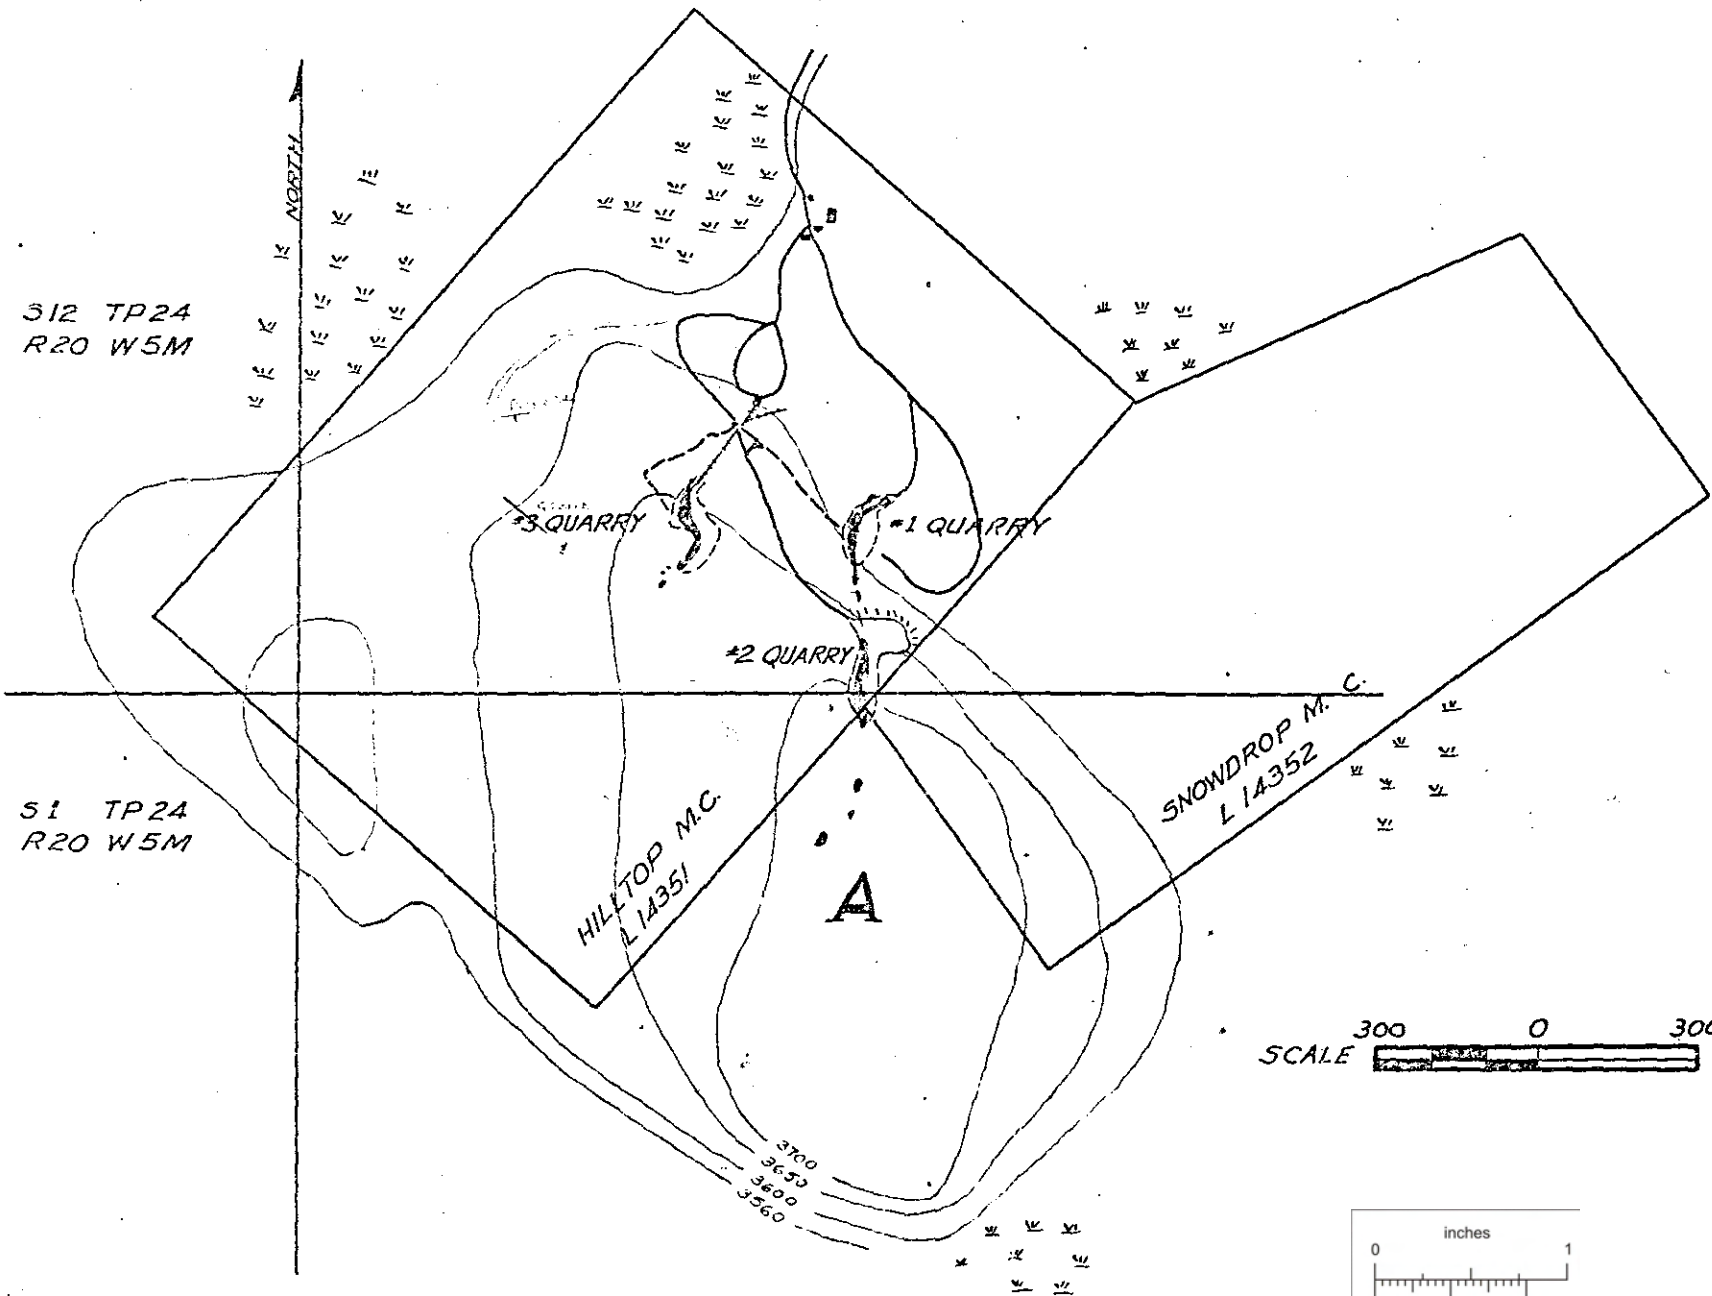 NORTH
S12 TP24
R20 W5M
#3 QUARRY
#1 QUARRY
#2 QUARRY
S1 TP24
R20 W5M
HILLTOP M.C.
L 14351
SNOWDROP M. C.
L 14352
A
300 0 300
SCALE
3700
3650
3600
3560
inches
0 1